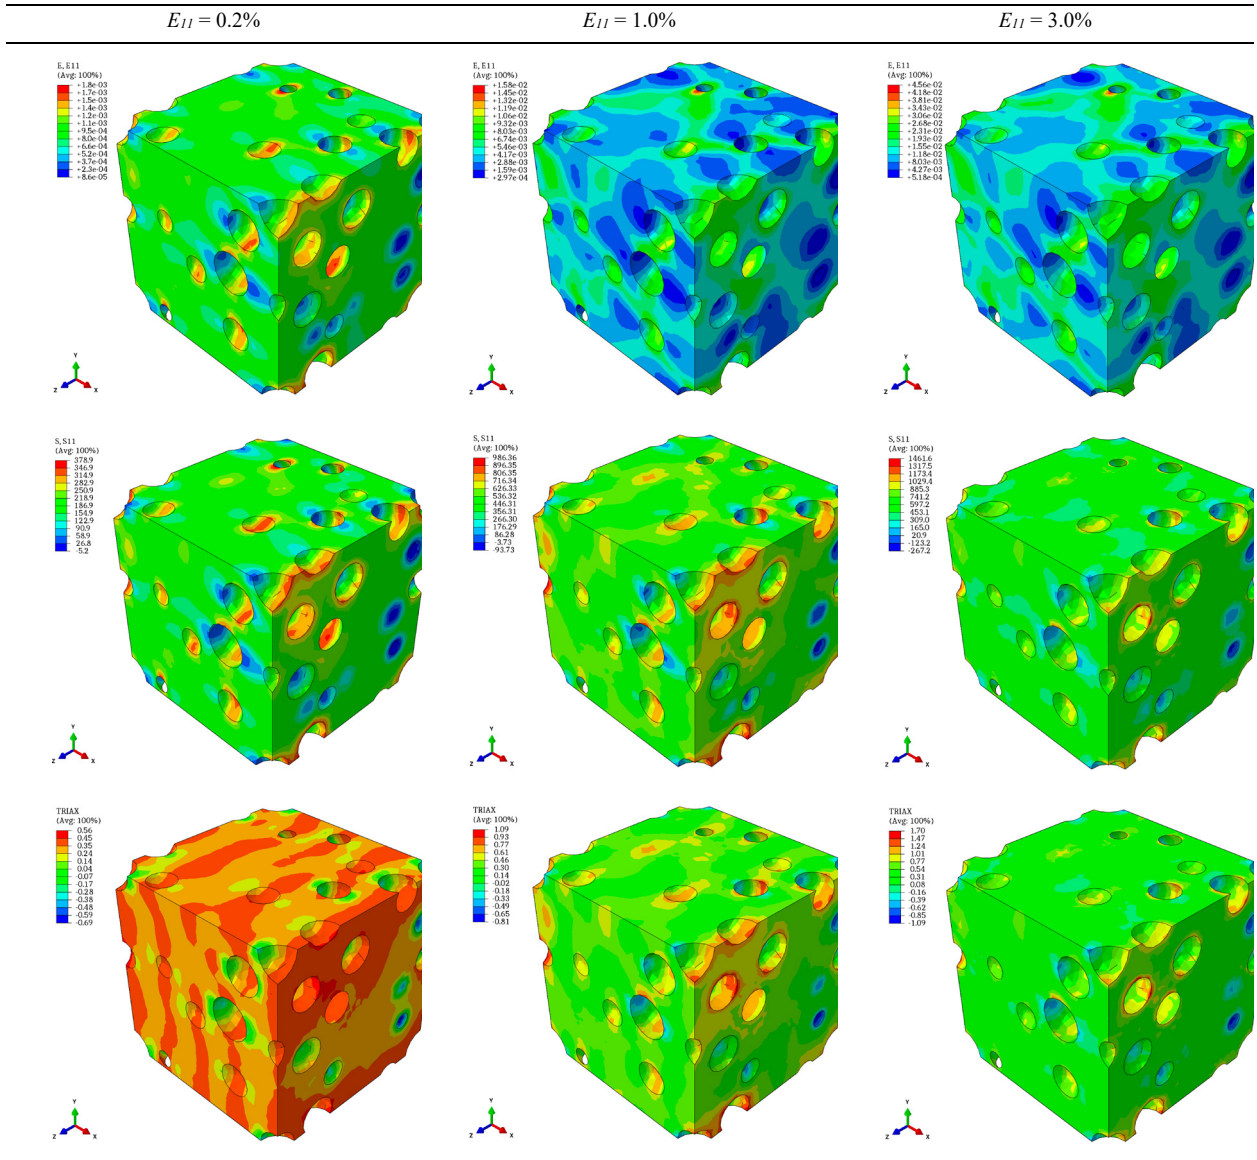 E11 = 0.2%
E11 = 1.0%
E11 = 3.0%
E, E11
(Avg: 100%)
+1.8e-03
+1.7e-03
+1.5e-03
+1.4e-03
+1.2e-03
+1.1e-03
+9.5e-04
+8.0e-04
+6.6e-04
+5.2e-04
+3.7e-04
+2.3e-04
+8.6e-05
Y
Z
X
E, E11
(Avg: 100%)
+1.58e-02
+1.45e-02
+1.32e-02
+1.19e-02
+1.06e-02
+9.32e-03
+8.03e-03
+6.74e-03
+5.46e-03
+4.17e-03
+2.88e-03
+1.59e-03
+2.97e-04
Y
Z
X
E, E11
(Avg: 100%)
+4.56e-02
+4.18e-02
+3.81e-02
+3.43e-02
+3.06e-02
+2.68e-02
+2.31e-02
+1.93e-02
+1.55e-02
+1.18e-02
+8.03e-03
+4.27e-03
+5.18e-04
Y
Z
X
S, S11
(Avg: 100%)
378.9
346.9
314.9
282.9
250.9
218.9
186.9
154.9
122.9
90.9
58.9
26.8
-5.2
Y
Z
X
S, S11
(Avg: 100%)
986.36
896.35
806.35
716.34
626.33
536.32
446.31
356.31
266.30
176.29
86.28
-3.73
-93.73
Y
Z
X
S, S11
(Avg: 100%)
1461.6
1317.5
1173.4
1029.4
885.3
741.2
597.2
453.1
309.0
165.0
20.9
-123.2
-267.2
Y
Z
X
TRIAX
(Avg: 100%)
0.56
0.45
0.35
0.24
0.14
0.04
-0.07
-0.17
-0.28
-0.38
-0.48
-0.59
-0.69
Y
Z
X
TRIAX
(Avg: 100%)
1.09
0.93
0.77
0.61
0.46
0.30
0.14
-0.02
-0.18
-0.33
-0.49
-0.65
-0.81
Y
Z
X
TRIAX
(Avg: 100%)
1.70
1.47
1.24
1.01
0.77
0.54
0.31
0.08
-0.16
-0.39
-0.62
-0.85
-1.09
Y
Z
X